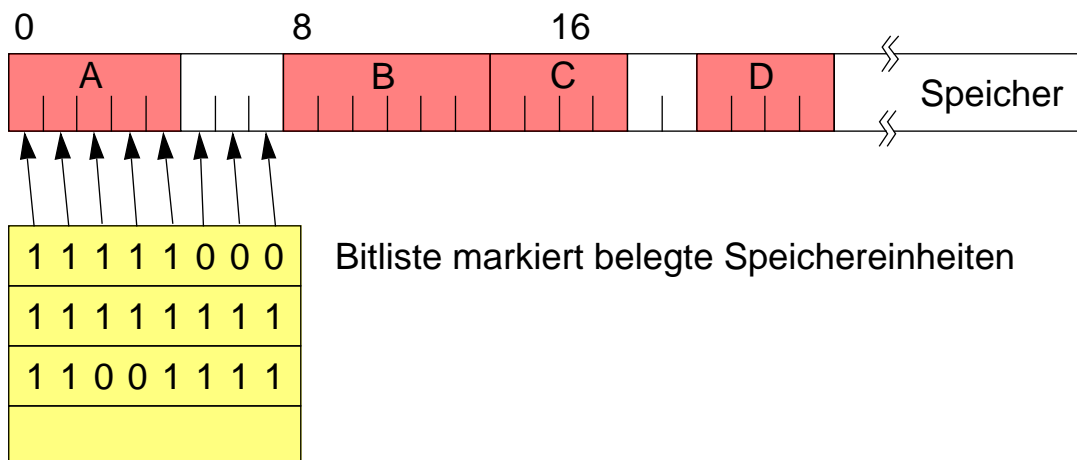 0 8 16
A B C D Speicher
1 1 1 1 1 0 0 0 Bitliste markiert belegte Speichereinheiten
1 1 1 1 1 1 1 1
1 1 0 0 1 1 1 1